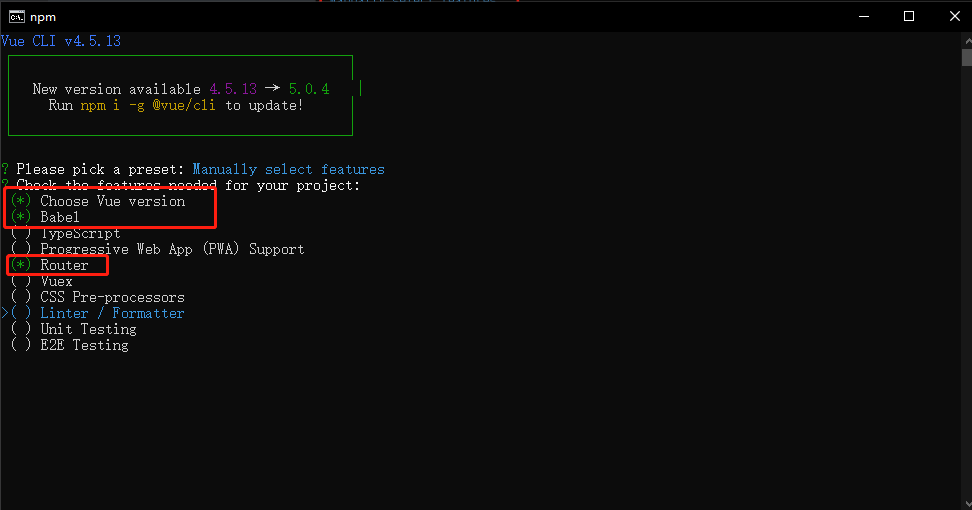 npm
Vue CLI v4.5.13
New version available 4.5.13 → 5.0.4
Run npm i -g @vue/cli to update!
? Please pick a preset: Manually select features
? Check the features needed for your project:
(*) Choose Vue version
(*) Babel
( ) TypeScript
( ) Progressive Web App (PWA) Support
(*) Router
( ) Vuex
( ) CSS Pre-processors
>( ) Linter / Formatter
( ) Unit Testing
( ) E2E Testing